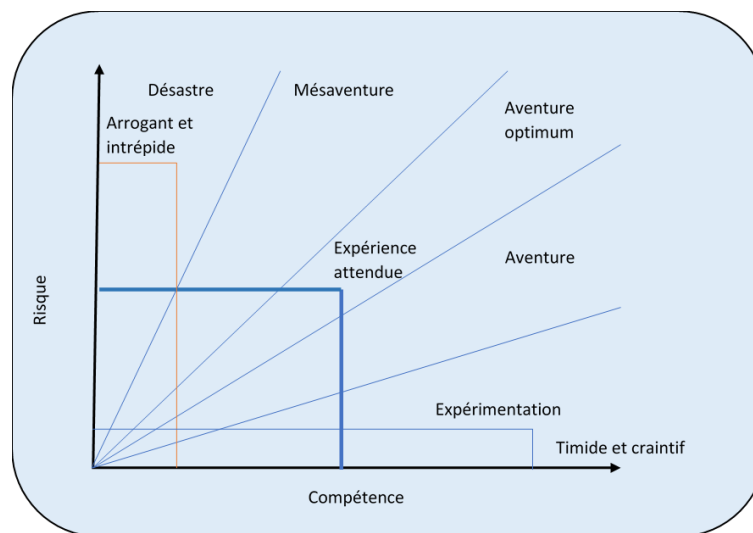 Désastre
Mésaventure
Aventure
optimum
Arrogant et
intrépide
Expérience
attendue
Aventure
Risque
Expérimentation
Timide et craintif
Compétence